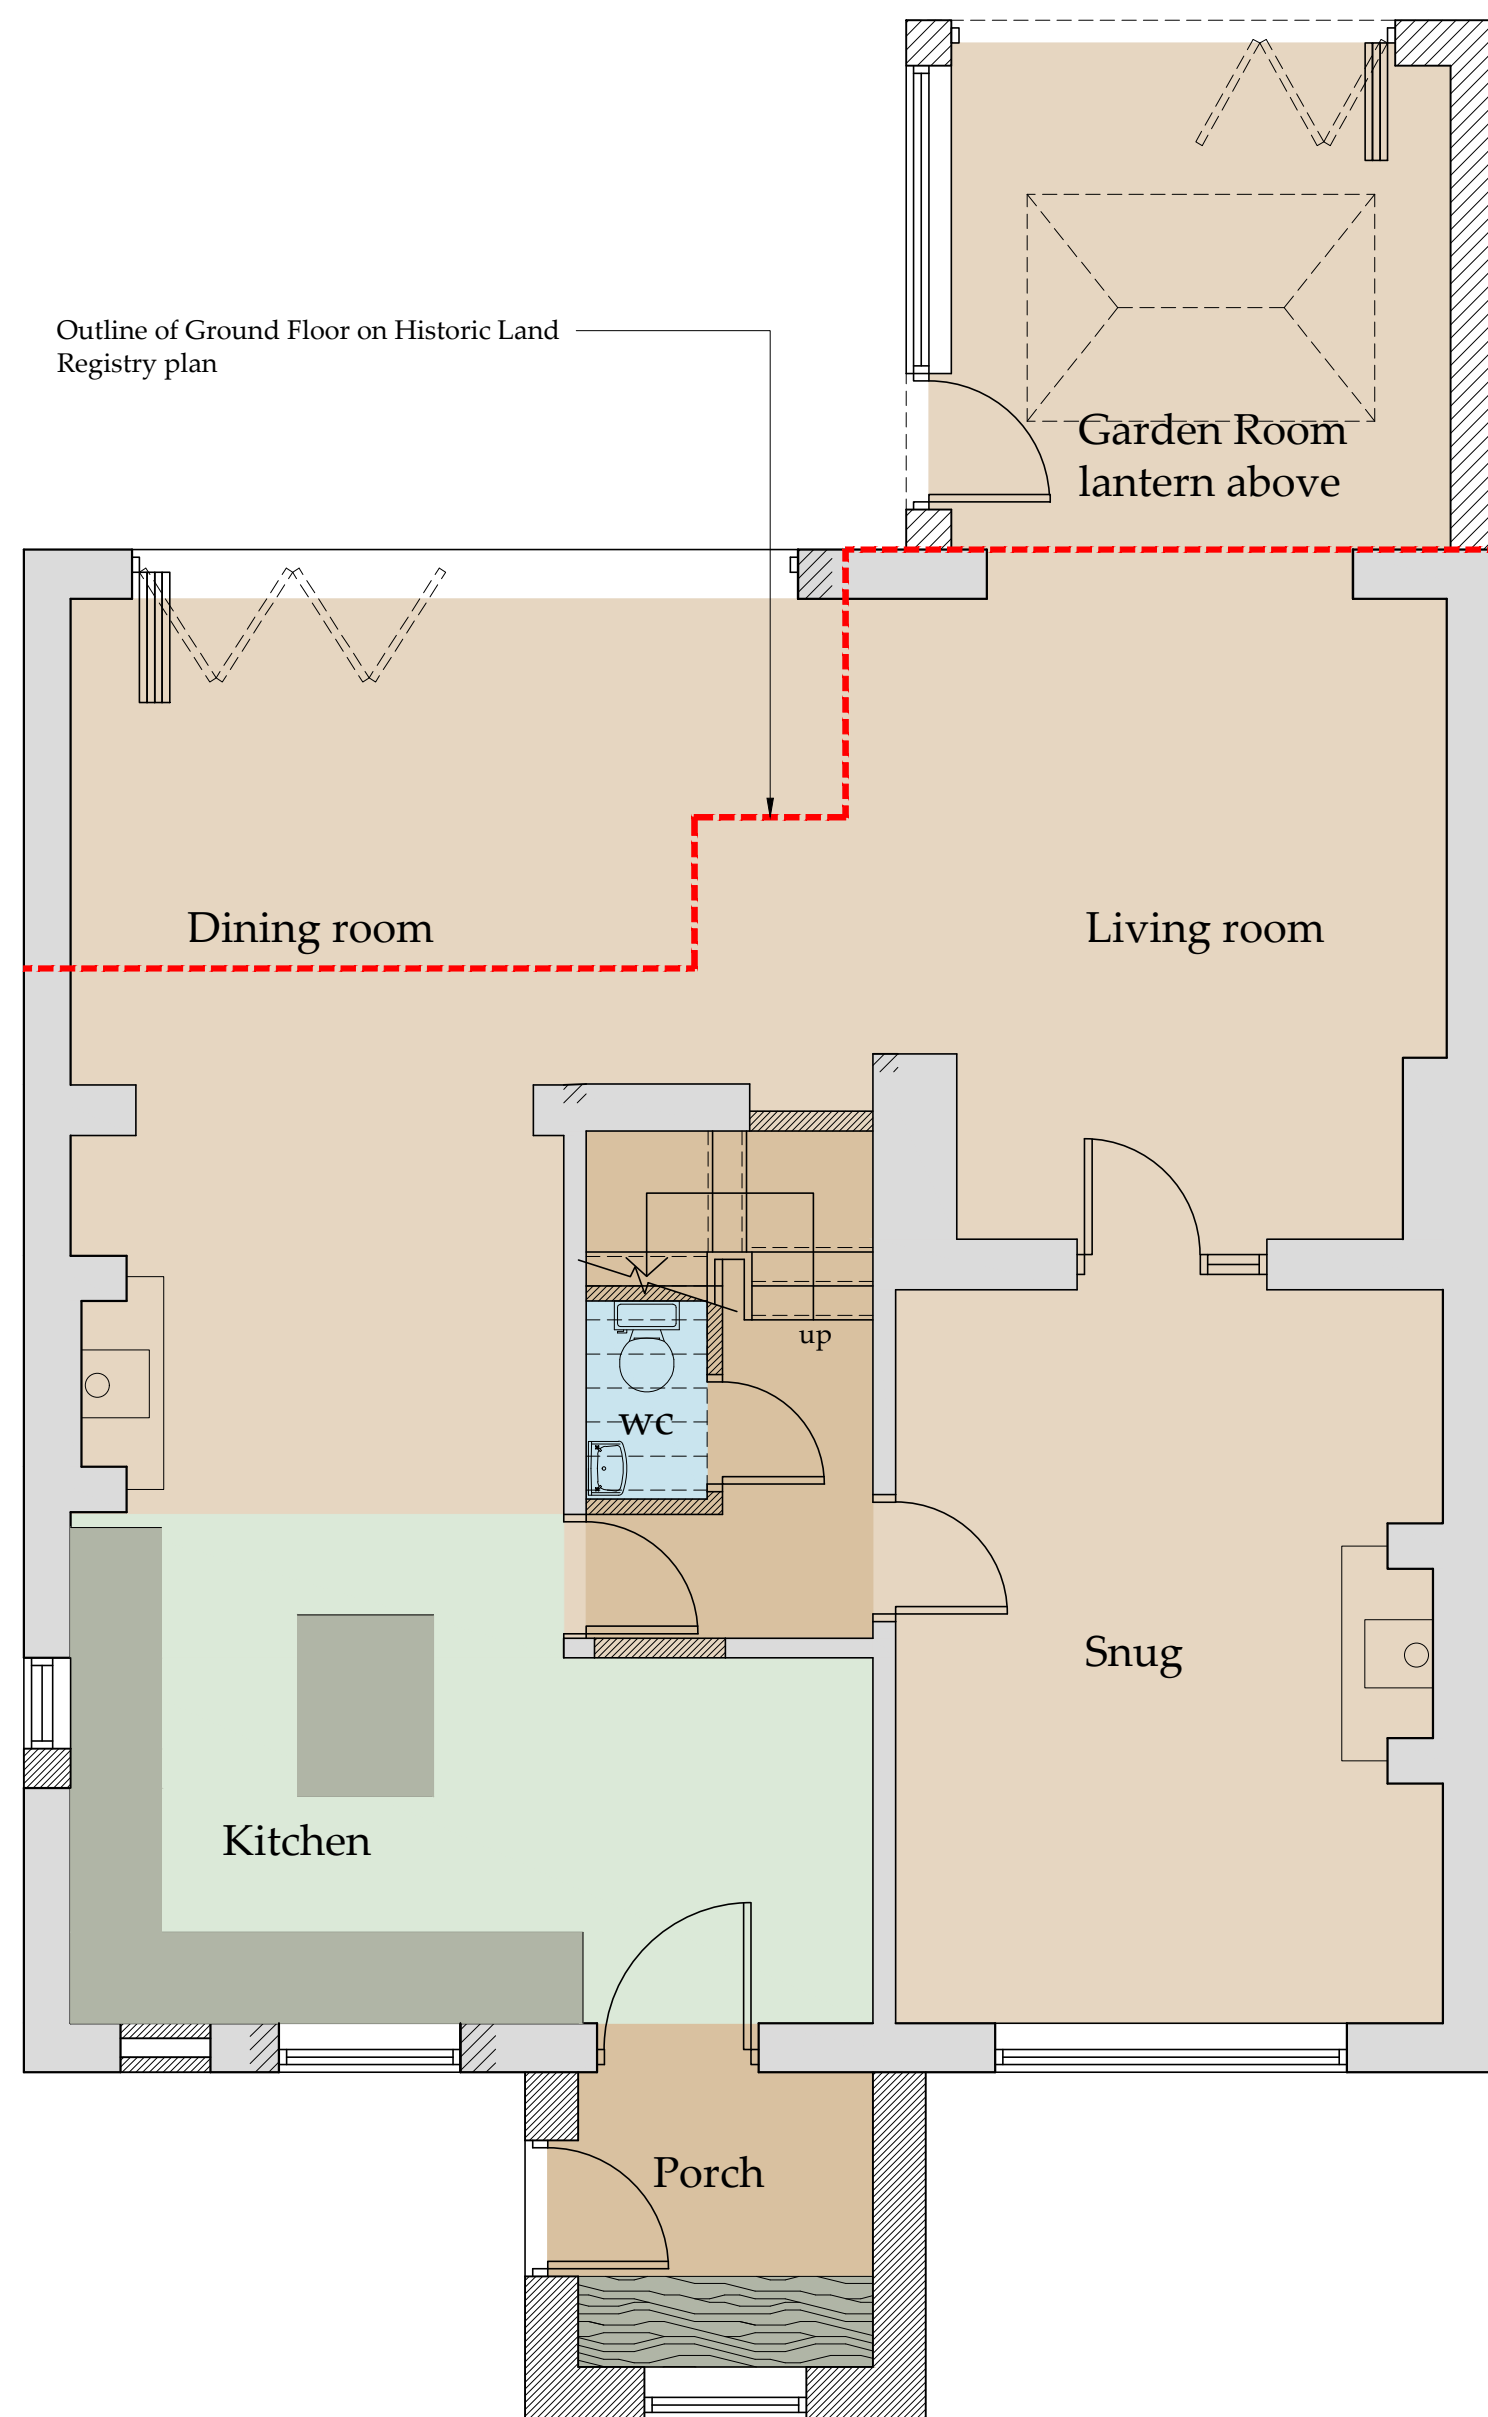 Outline of Ground Floor on Historic Land
Registry plan
Garden Room
lantern above
Dining room
Living room
up
wc
Snug
Kitchen
Porch